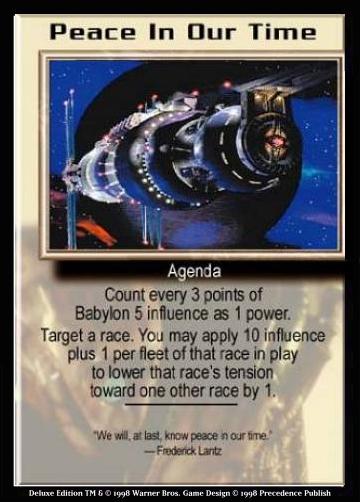 Peace In Our Time
Agenda
Count every 3 points of
Babylon 5 influence as 1 power.
Target a race. You may apply 10 influence
plus 1 per fleet of that race in play
to lower that race's tension
toward one other race by 1.
"We will, at last, know peace in our time."
— Frederick Lantz
Deluxe Edition TM & © 1998 Warner Bros. Game Design © 1998 Precedence Publish